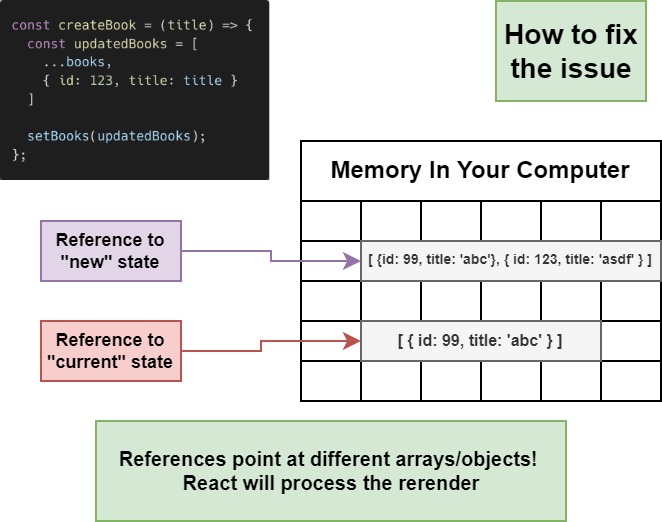 const createBook = (title) => {
  const updatedBooks = [
    ...books,
    { id: 123, title: title }
  ]

  setBooks(updatedBooks);
};
How to fix
the issue
Memory In Your Computer
Reference to
"new" state
[ {id: 99, title: 'abc'}, { id: 123, title: 'asdf' } ]
Reference to
"current" state
[ { id: 99, title: 'abc' } ]
References point at different arrays/objects!
React will process the rerender